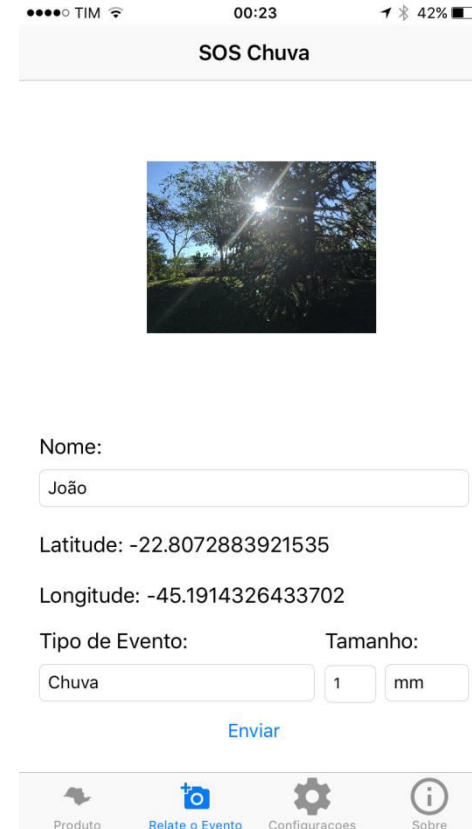 TIM 00:23 42%
SOS Chuva
Nome:
João
Latitude: -22.8072883921535
Longitude: -45.1914326433702
Tipo de Evento: Tamanho:
Chuva 1 mm
Enviar
Produto Relate o Evento Configuracoes Sobre